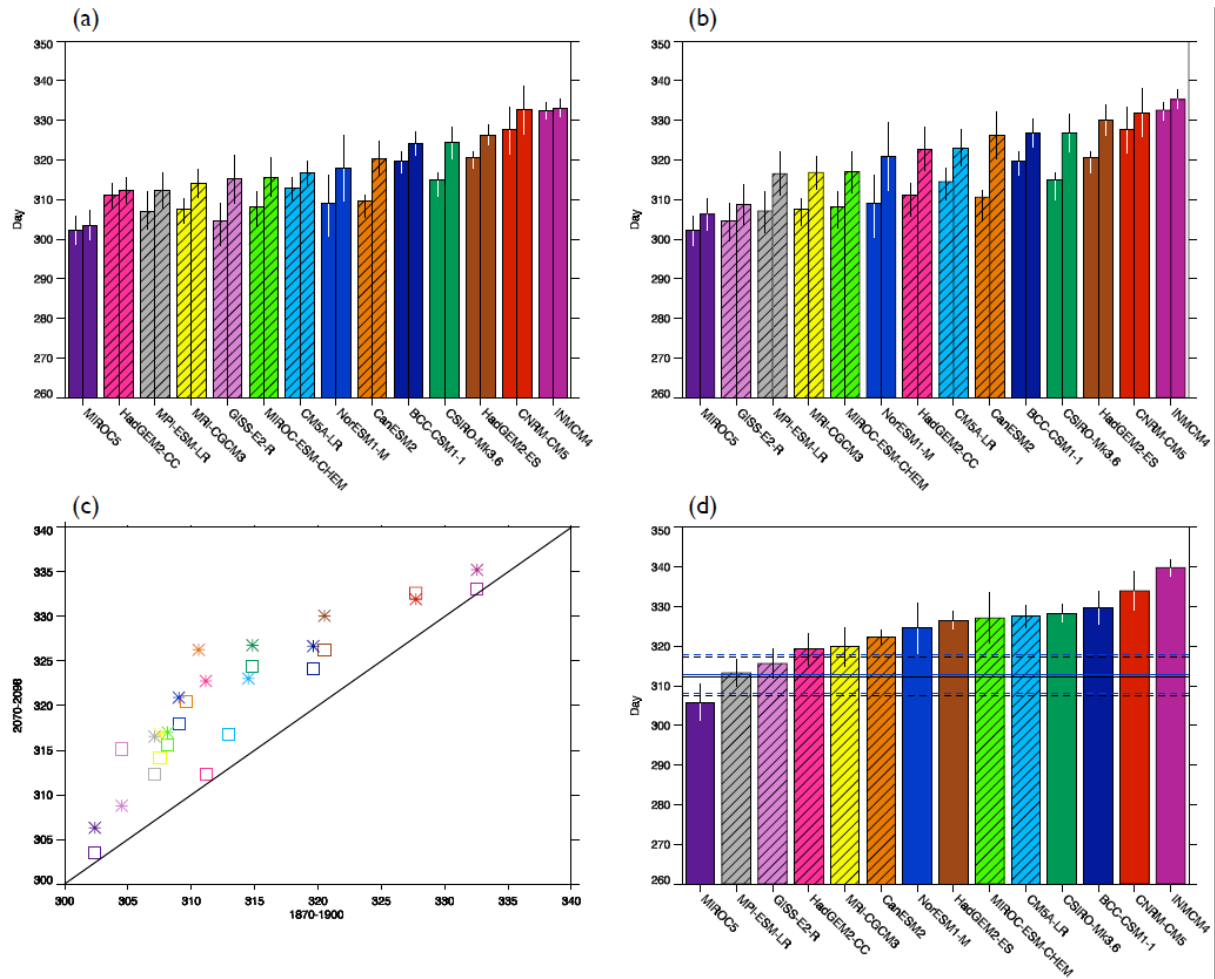 (a)
350
340
330
320
310
300
290
280
270
260
Day
MIROC5
HadGEM2-CC
MPI-ESM-LR
MRI-CGCM3
GISS-E2-R
MIROC-ESM-CHEM
CM5A-LR
NorESM1-M
CanESM2
BCC-CSM1-1
CSIRO-Mk3.6
HadGEM2-ES
CNRM-CM5
INMCM4
(b)
350
340
330
320
310
300
290
280
270
260
Day
MIROC5
GISS-E2-R
MPI-ESM-LR
MRI-CGCM3
MIROC-ESM-CHEM
NorESM1-M
HadGEM2-CC
CM5A-LR
CanESM2
BCC-CSM1-1
CSIRO-Mk3.6
HadGEM2-ES
CNRM-CM5
INMCM4
(c)
340
335
330
325
320
315
310
305
300
2070-2098
300 305 310 315 320 325 330 335 340
1870-1900
(d)
350
340
330
320
310
300
290
280
270
260
Day
MIROC5
MPI-ESM-LR
GISS-E2-R
HadGEM2-CC
MRI-CGCM3
CanESM2
NorESM1-M
HadGEM2-ES
MIROC-ESM-CHEM
CM5A-LR
CSIRO-Mk3.6
BCC-CSM1-1
CNRM-CM5
INMCM4